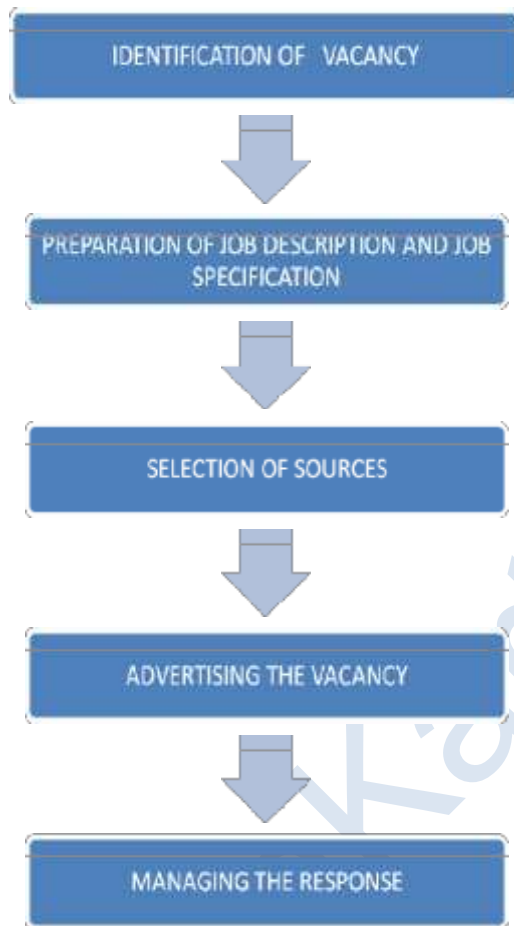 IDENTIFICATION OF VACANCY
PREPARATION OF JOB DESCRIPTION AND JOB
SPECIFICATION
SELECTION OF SOURCES
ADVERTISING THE VACANCY
MANAGING THE RESPONSE